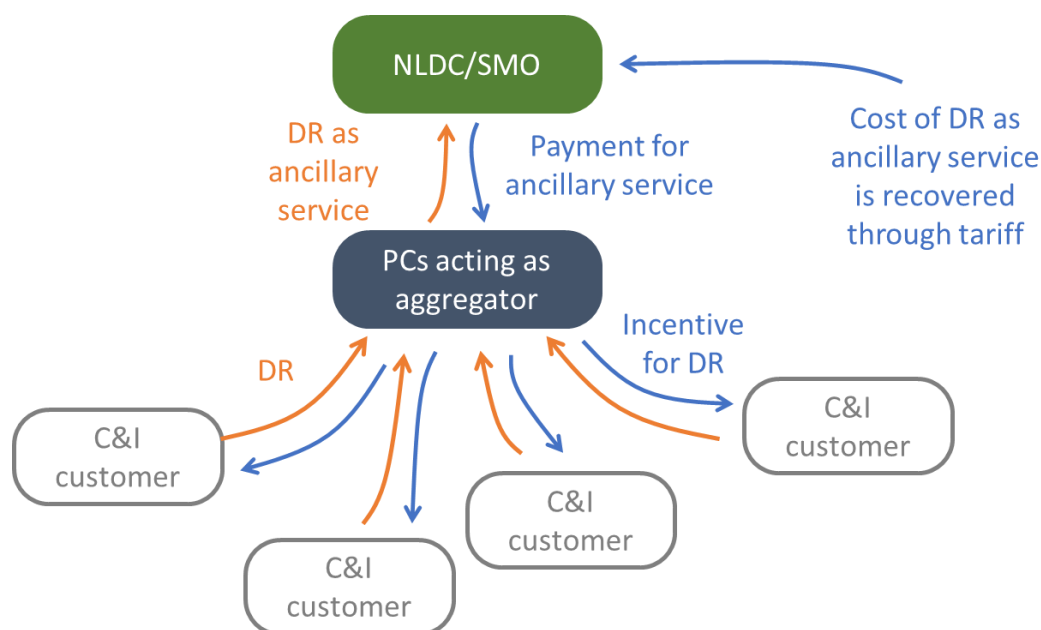 NLDC/SMO
DR as
ancillary
service
Payment for
ancillary service
Cost of DR as
ancillary service
is recovered
through tariff
PCs acting as
aggregator
Incentive
for DR
DR
C&I
customer
C&I
customer
C&I
customer
C&I
customer